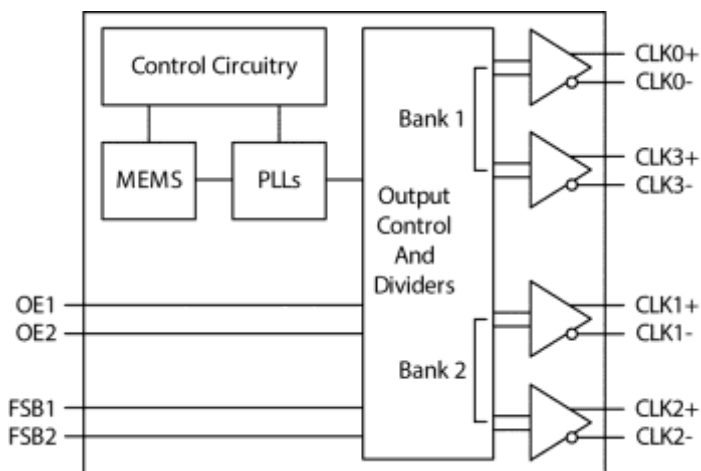 Control Circuitry
MEMS
PLLs
Output
Control
And
Dividers
Bank 1
Bank 2
OE1
OE2
FSB1
FSB2
CLK0+
CLK0-
CLK3+
CLK3-
CLK1+
CLK1-
CLK2+
CLK2-